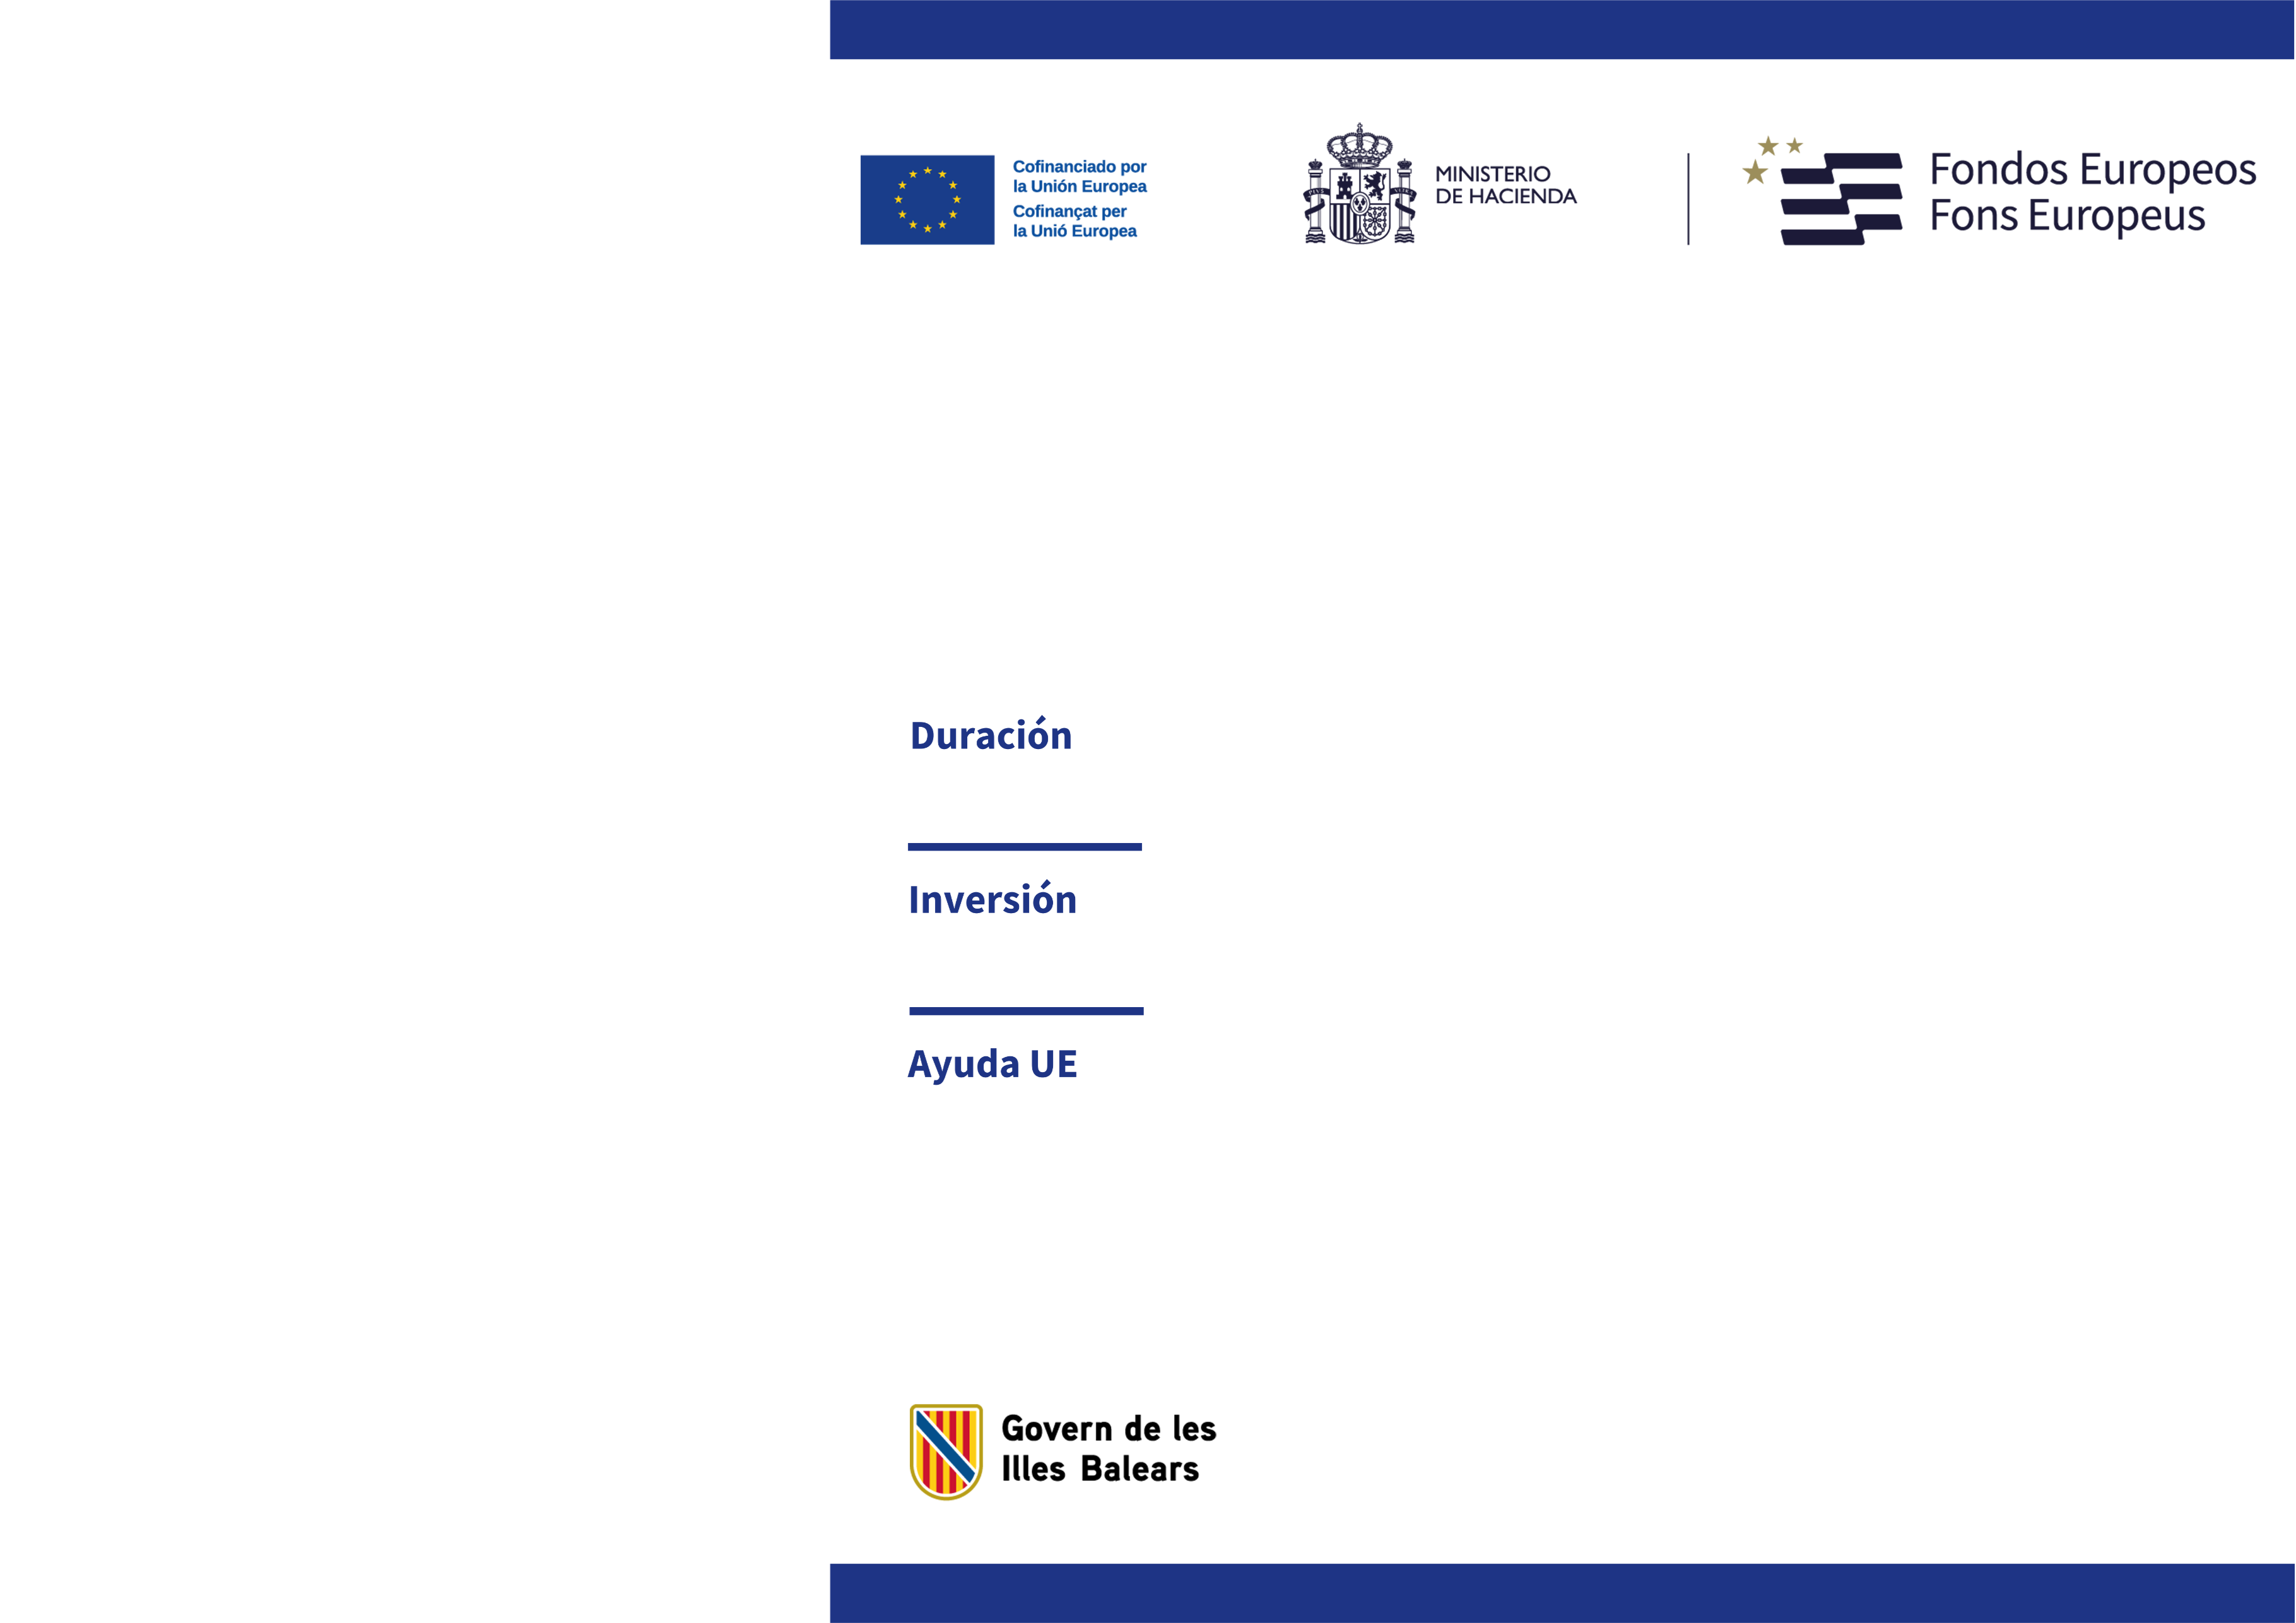 Cofinanciado por
la Unión Europea
Cofinançat per
la Unió Europea
MINISTERIO
DE HACIENDA
Fondos Europeos
Fons Europeus
Duración
Inversión
Ayuda UE
Govern de les
Illes Balears